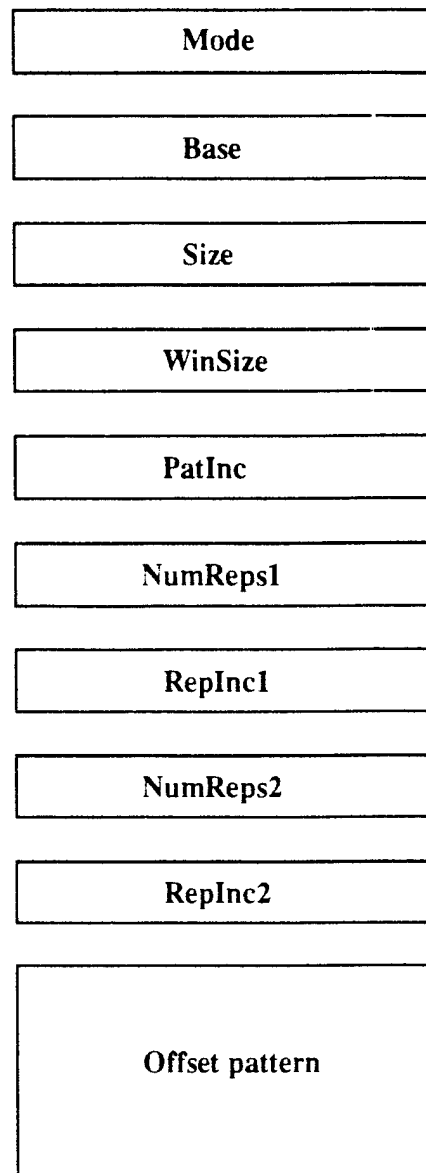 Mode
Base
Size
WinSize
PatInc
NumReps1
RepInc1
NumReps2
RepInc2
Offset pattern